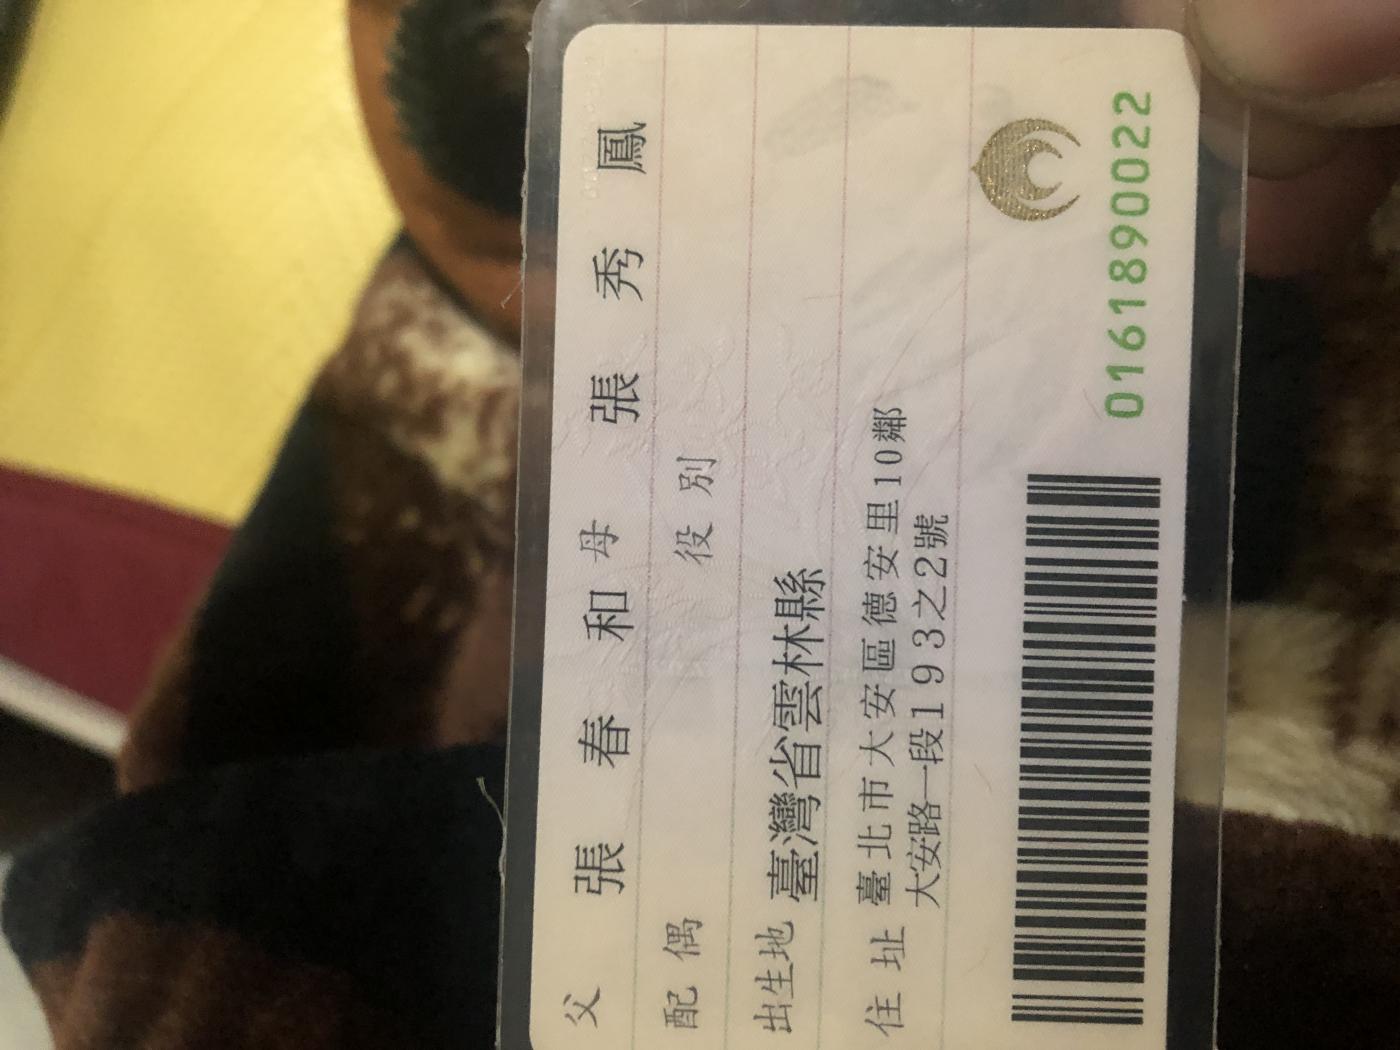 父 張春和 母 張秀鳳
配偶 役別
出生地 臺灣省雲林縣
住址 臺北市大安區德安里10鄰
大安路一段193之2號
0161890022